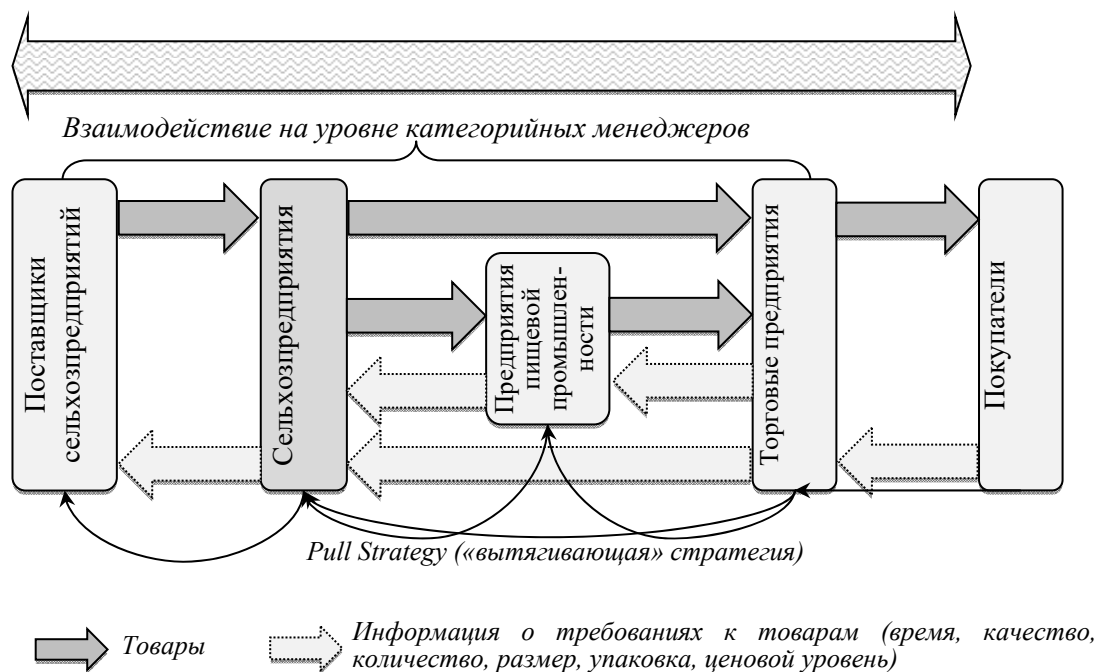 Взаимодействие на уровне категорийных менеджеров
Поставщики
сельхозпредприятий
Сельхозпредприятия
Предприятия
пищевой
промышлен-
ности
Торговые предприятия
Покупатели
Pull Strategy («вытягивающая» стратегия)
Товары
Информация о требованиях к товарам (время, качество,
количество, размер, упаковка, ценовой уровень)